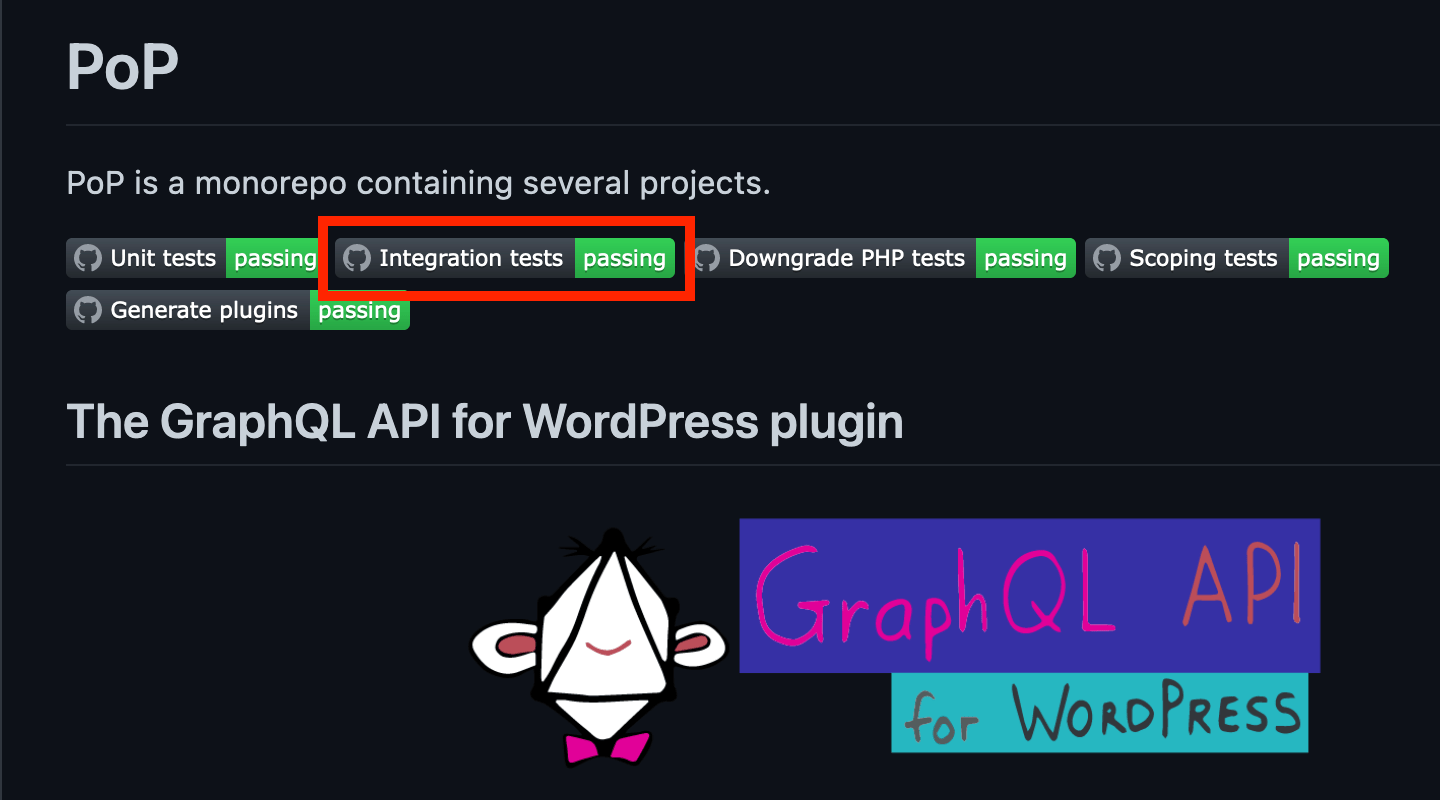 PoP
PoP is a monorepo containing several projects.
Unit tests passing Integration tests passing Downgrade PHP tests passing Scoping tests passing
Generate plugins passing
The GraphQL API for WordPress plugin
GraphQL API
for WORDPRESS